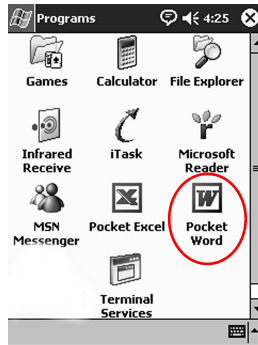 Programs 4:25
Games Calculator File Explorer
Infrared Receive iTask Microsoft Reader
MSN Messenger Pocket Excel Pocket Word
Terminal Services